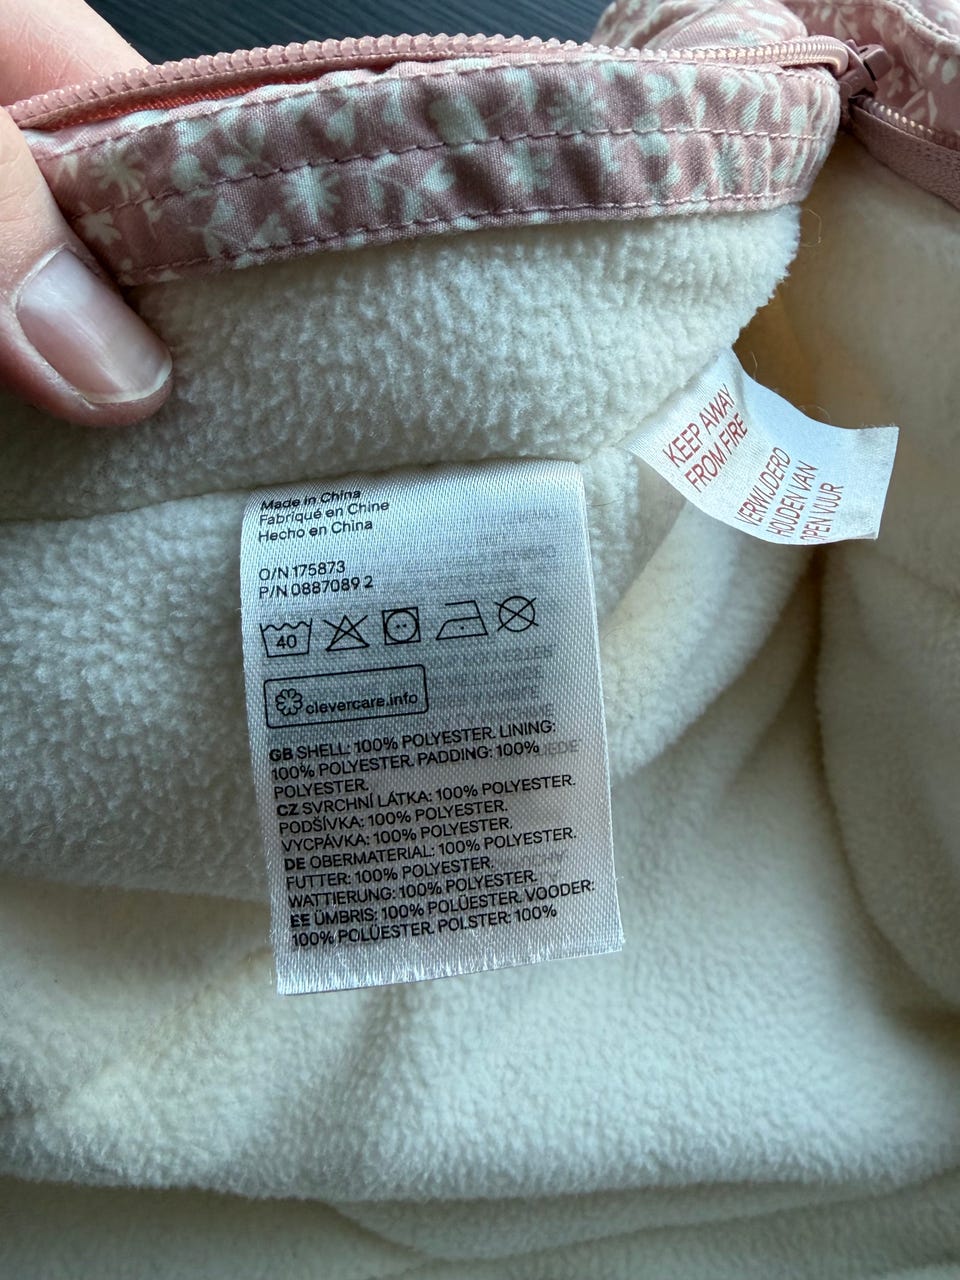 Made in China
Fabriqué en Chine
Hecho en China
O/N 175873
P/N 0887089 2
40
clevercare.info
GB SHELL: 100% POLYESTER. LINING:
100% POLYESTER. PADDING: 100%
POLYESTER.
CZ SVRCHNÍ LÁTKA: 100% POLYESTER.
PODŠÍVKA: 100% POLYESTER.
VYCPÁVKA: 100% POLYESTER.
DE OBERMATERIAL: 100% POLYESTER.
FUTTER: 100% POLYESTER.
WATTIERUNG: 100% POLYESTER.
EE ÜMBRIS: 100% POLÜESTER. VOODER:
100% POLÜESTER. POLSTER: 100%
KEEP AWAY
FROM FIRE
VERWIJDERD
HOUDEN VAN
OPEN VUUR